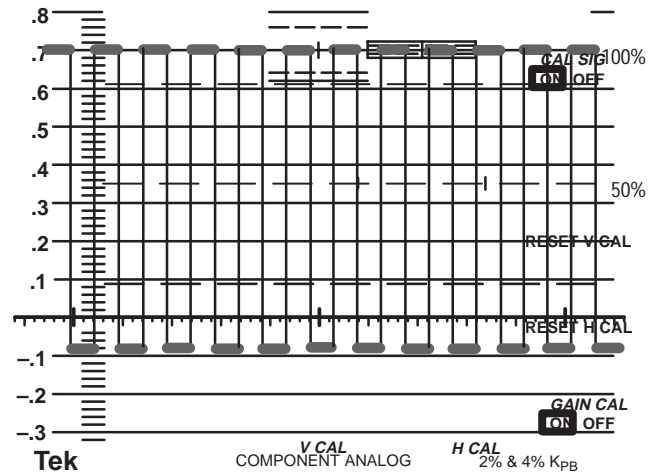 .8
.7
CAL SIG 100%
ON OFF
.6
.5
.4
50%
.3
.2
RESET V CAL
.1
0
RESET H CAL
–.1
–.2
GAIN CAL
ON OFF
–.3
V CAL
H CAL
Tek
COMPONENT ANALOG
2% & 4% KPB